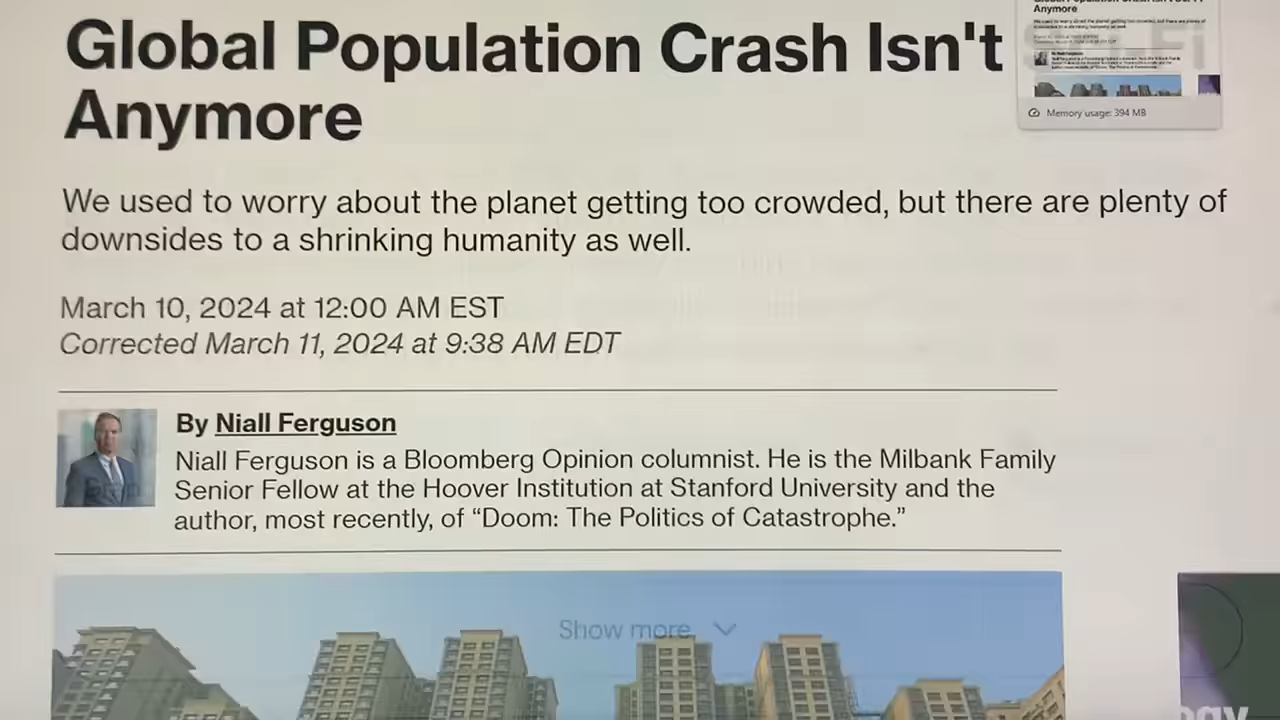 Global Population Crash Isn't Sci-Fi
Anymore
Anymore
Memory usage: 394 MB
We used to worry about the planet getting too crowded, but there are plenty of
downsides to a shrinking humanity as well.
March 10, 2024 at 12:00 AM EST
Corrected March 11, 2024 at 9:38 AM EDT
By Niall Ferguson
Niall Ferguson is a Bloomberg Opinion columnist. He is the Milbank Family
Senior Fellow at the Hoover Institution at Stanford University and the
author, most recently, of “Doom: The Politics of Catastrophe.”
Show more